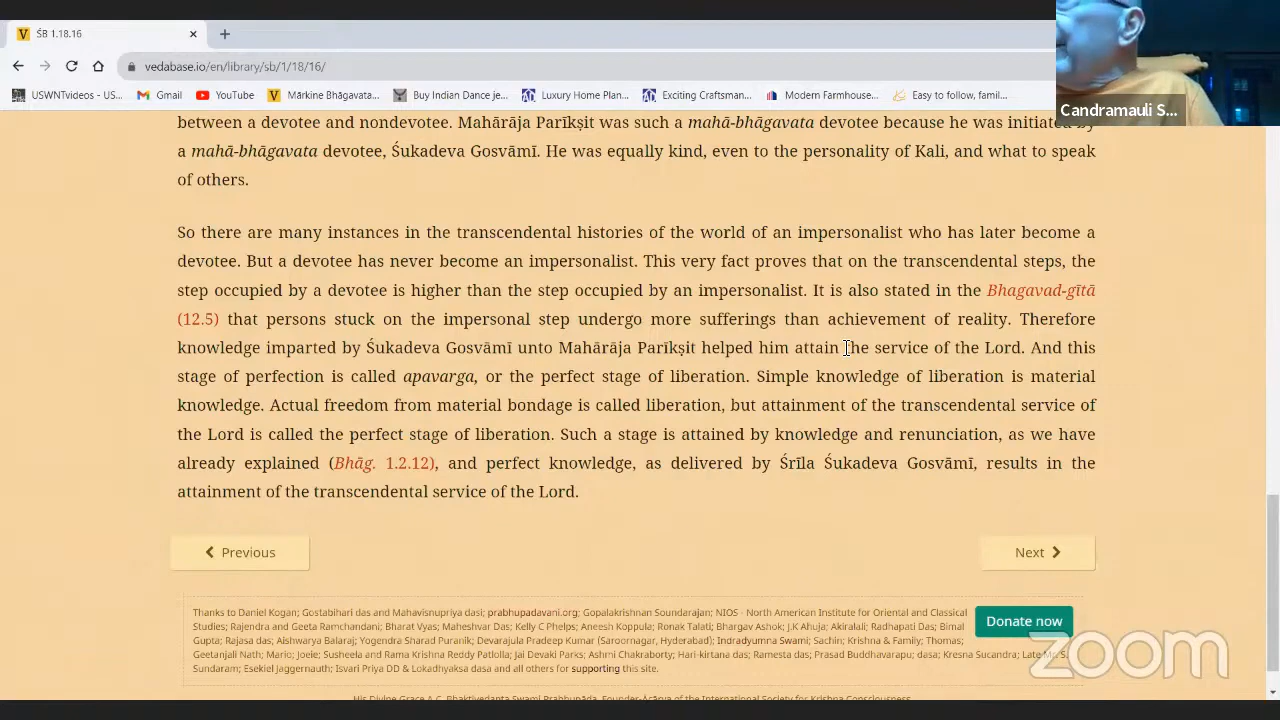 ŚB 1.18.16
vedabase.io/en/library/sb/1/18/16/
USWNTvideos - US... Gmail YouTube Mārkine Bhāgavata... Buy Indian Dance je... Luxury Home Plan... Exciting Craftsman... Modern Farmhouse... Easy to follow, famil...
Candramauli S...
between a devotee and nondevotee. Mahārāja Parīkṣit was such a mahā-bhāgavata devotee because he was initiated by
a mahā-bhāgavata devotee, Śukadeva Gosvāmī. He was equally kind, even to the personality of Kali, and what to speak
of others.
So there are many instances in the transcendental histories of the world of an impersonalist who has later become a
devotee. But a devotee has never become an impersonalist. This very fact proves that on the transcendental steps, the
step occupied by a devotee is higher than the step occupied by an impersonalist. It is also stated in the Bhagavad-gītā
(12.5) that persons stuck on the impersonal step undergo more sufferings than achievement of reality. Therefore
knowledge imparted by Śukadeva Gosvāmī unto Mahārāja Parīkṣit helped him attain the service of the Lord. And this
stage of perfection is called apavarga, or the perfect stage of liberation. Simple knowledge of liberation is material
knowledge. Actual freedom from material bondage is called liberation, but attainment of the transcendental service of
the Lord is called the perfect stage of liberation. Such a stage is attained by knowledge and renunciation, as we have
already explained (Bhāg. 1.2.12), and perfect knowledge, as delivered by Śrīla Śukadeva Gosvāmī, results in the
attainment of the transcendental service of the Lord.
Previous
Next
Thanks to Daniel Kogan; Gostabihari das and Mahavisnupriya dasi; prabhupadavani.org; Gopalakrishnan Soundarajan; NIOS - North American Institute for Oriental and Classical
Studies; Rajendra and Geeta Ramchandani; Bharat Vyas; Maheshvar Das; Kelly C Phelps; Ronak Talati; Bhargav Ashok; J.K Ahuja; Akiralali; Radhapati Das; Bimal
Gupta; Rajasa das; Aishwarya Balaraj; Yogendra Sharad Puranik; Devarajulu Pradeep Kumar (Saroornagar, Hyderabad); Indradyumna Swami; Sachin; Krishna & Family; Thomas;
Geetanjali Nath; Mario; Joeie; Susheela and Rama Krishna Reddy Patlolla; Jai Devaki Parks; Ashmi Chakraborty; Hari-kirtana das; Ramesta das; Prasad Buddhavarapu; dasa; Kresna Sucandra; Late Mr. S.
Sundaram; Esekiel Jaggernauth; Isvari Priya DD & Lokadhyaksa dasa and all others for supporting this site.
Donate now
zoom
His Divine Grace A.C. Bhaktivedanta Swami Prabhupāda, Founder-Ācārya of the International Society for Krishna Consciousness